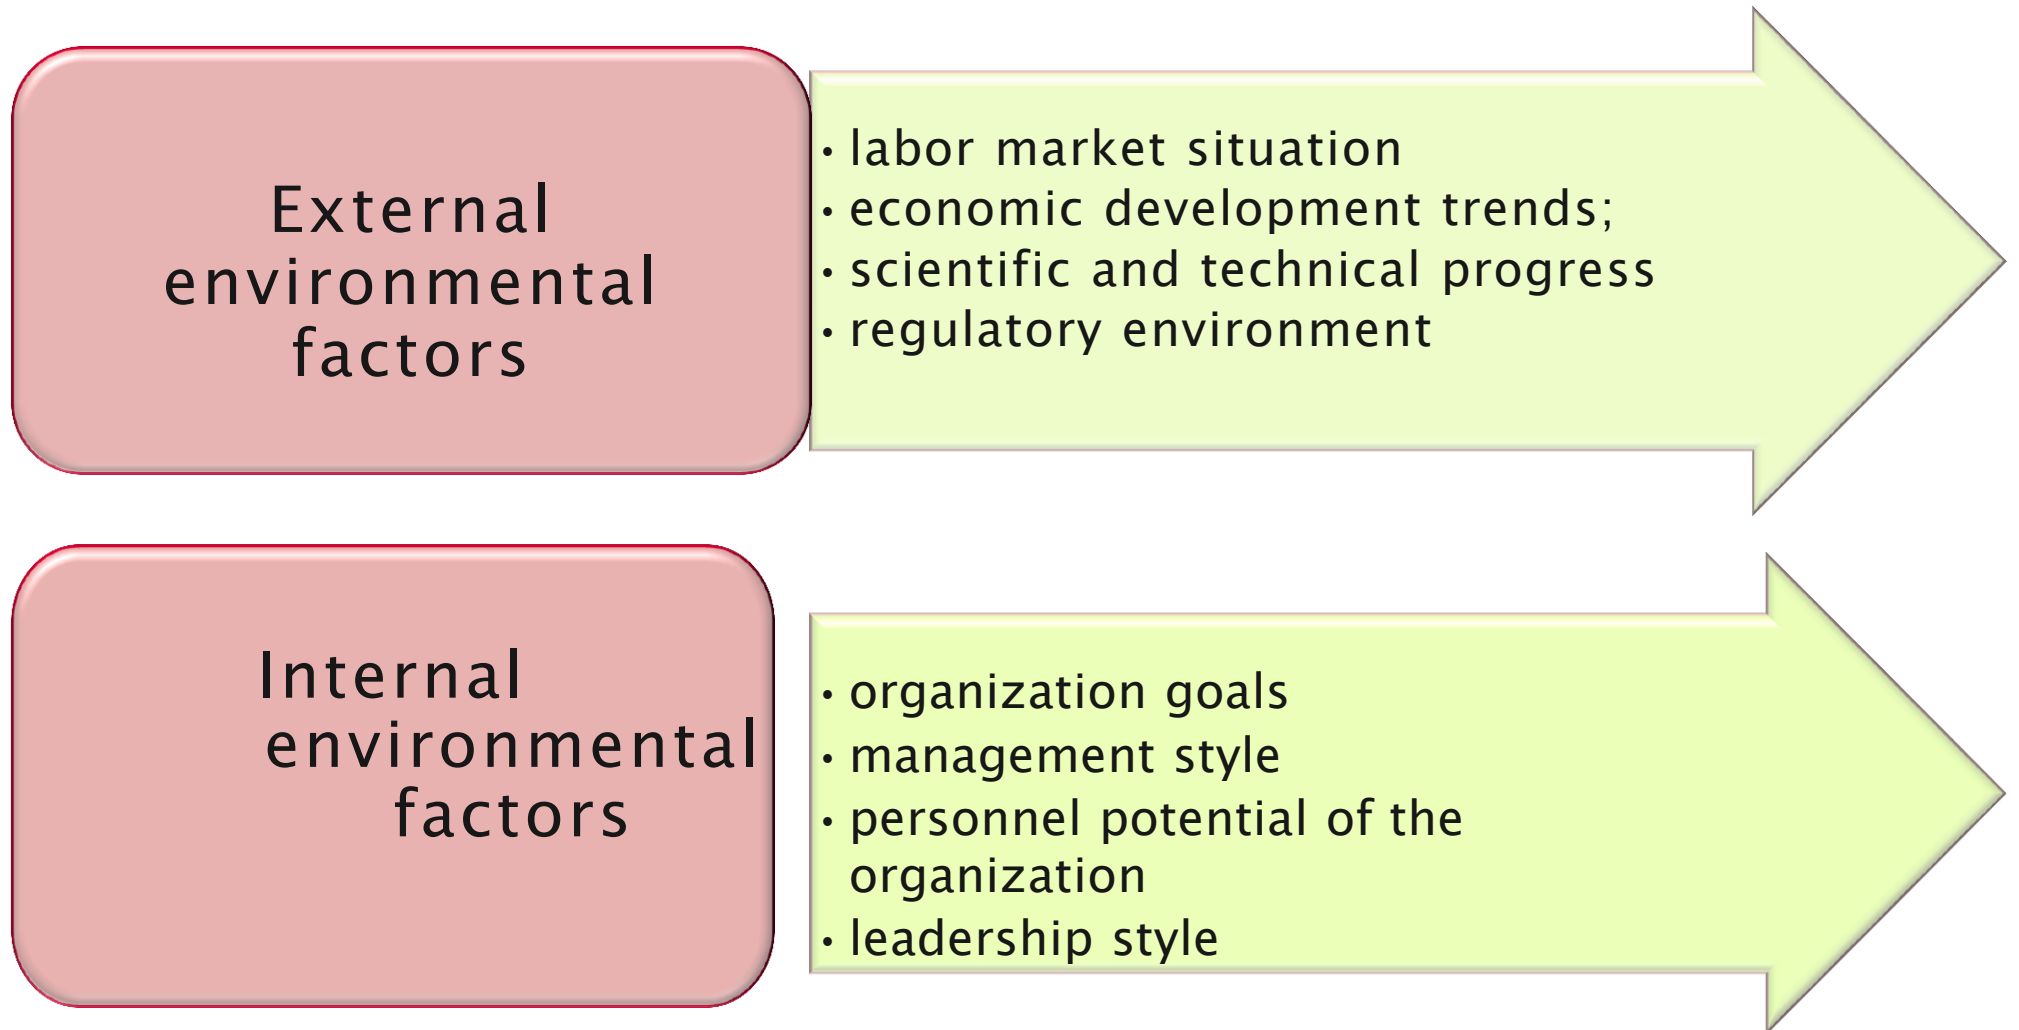 External
environmental
factors
• labor market situation
• economic development trends;
• scientific and technical progress
• regulatory environment
Internal
environmental
factors
• organization goals
• management style
• personnel potential of the
organization
• leadership style